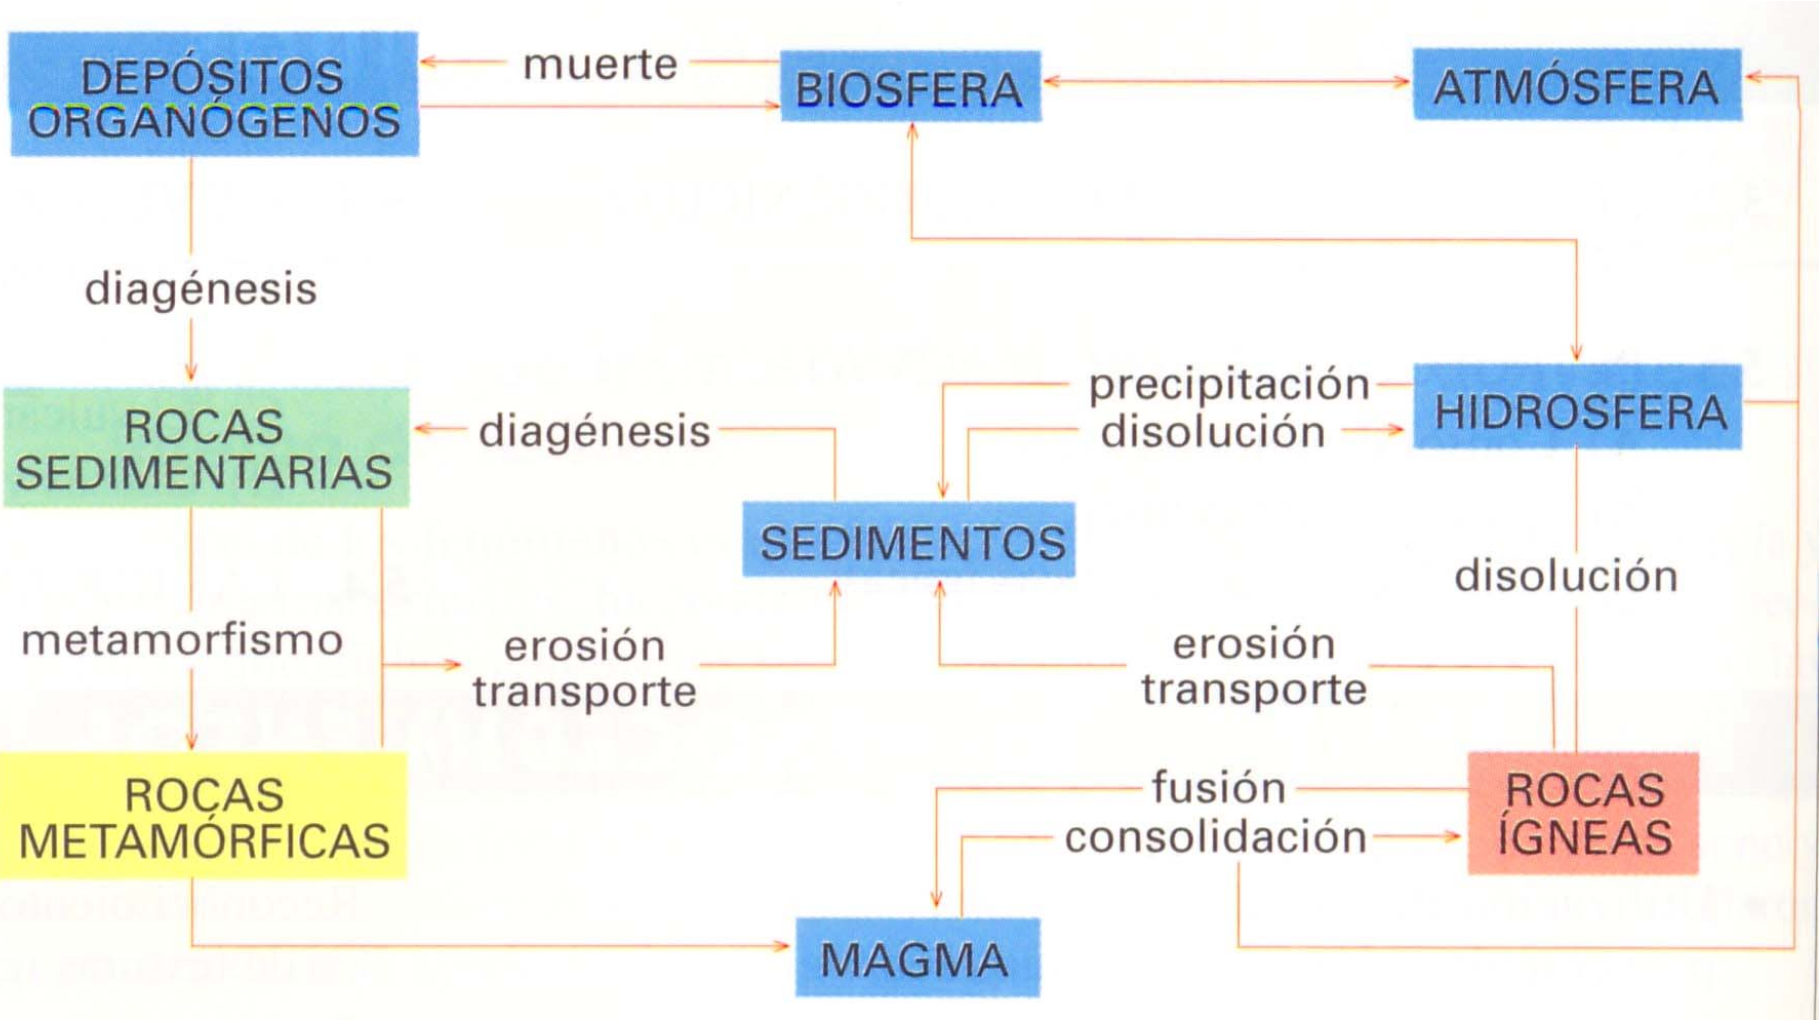 DEPÓSITOS
ORGANÓGENOS
muerte
BIOSFERA
ATMÓSFERA
diagénesis
ROCAS
SEDIMENTARIAS
diagénesis
precipitación
disolución
HIDROSFERA
SEDIMENTOS
disolución
metamorfismo
erosión
transporte
erosión
transporte
ROCAS
METAMÓRFICAS
fusión
consolidación
ROCAS
ÍGNEAS
MAGMA